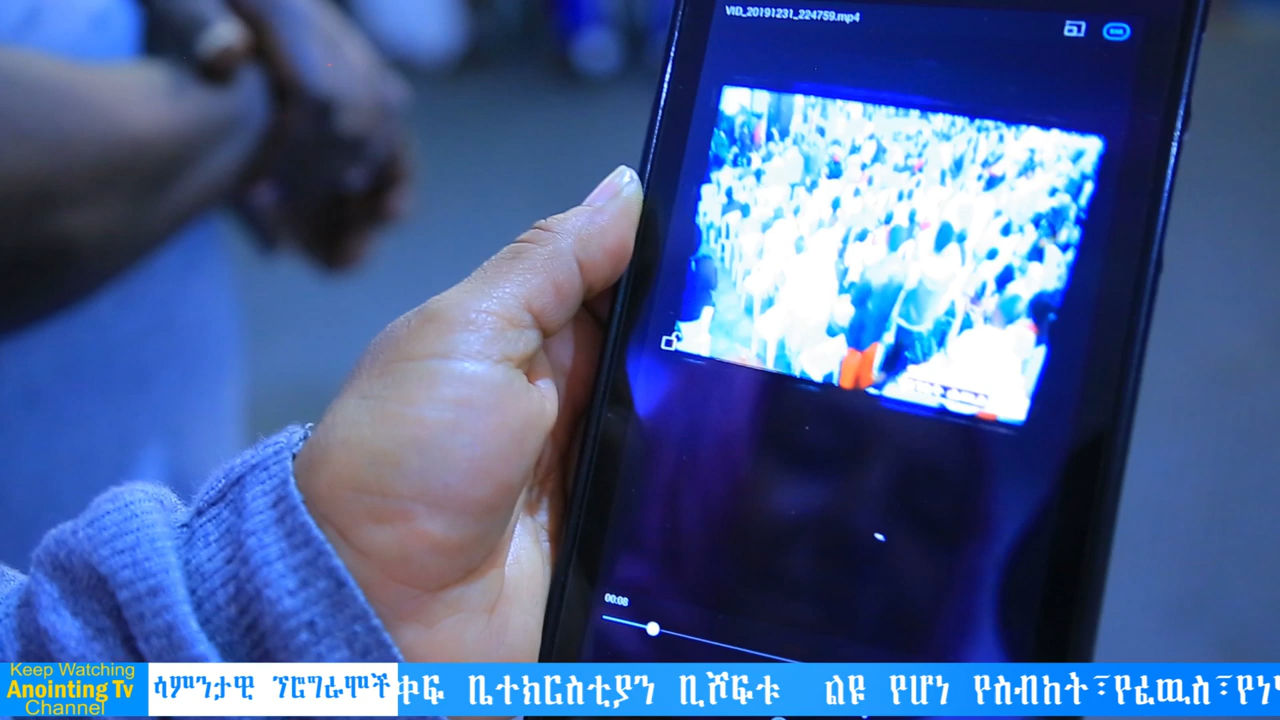 VID_20191231_224759.mp4
00:08
Keep Watching
Anointing Tv
Channel
ሳምንታዊ ፕሮግራሞች
ቀፍ ቤተክርስቲያን ቢሾፍቱ ልዩ የሆነ የስብከት፣የፈዉስ፣